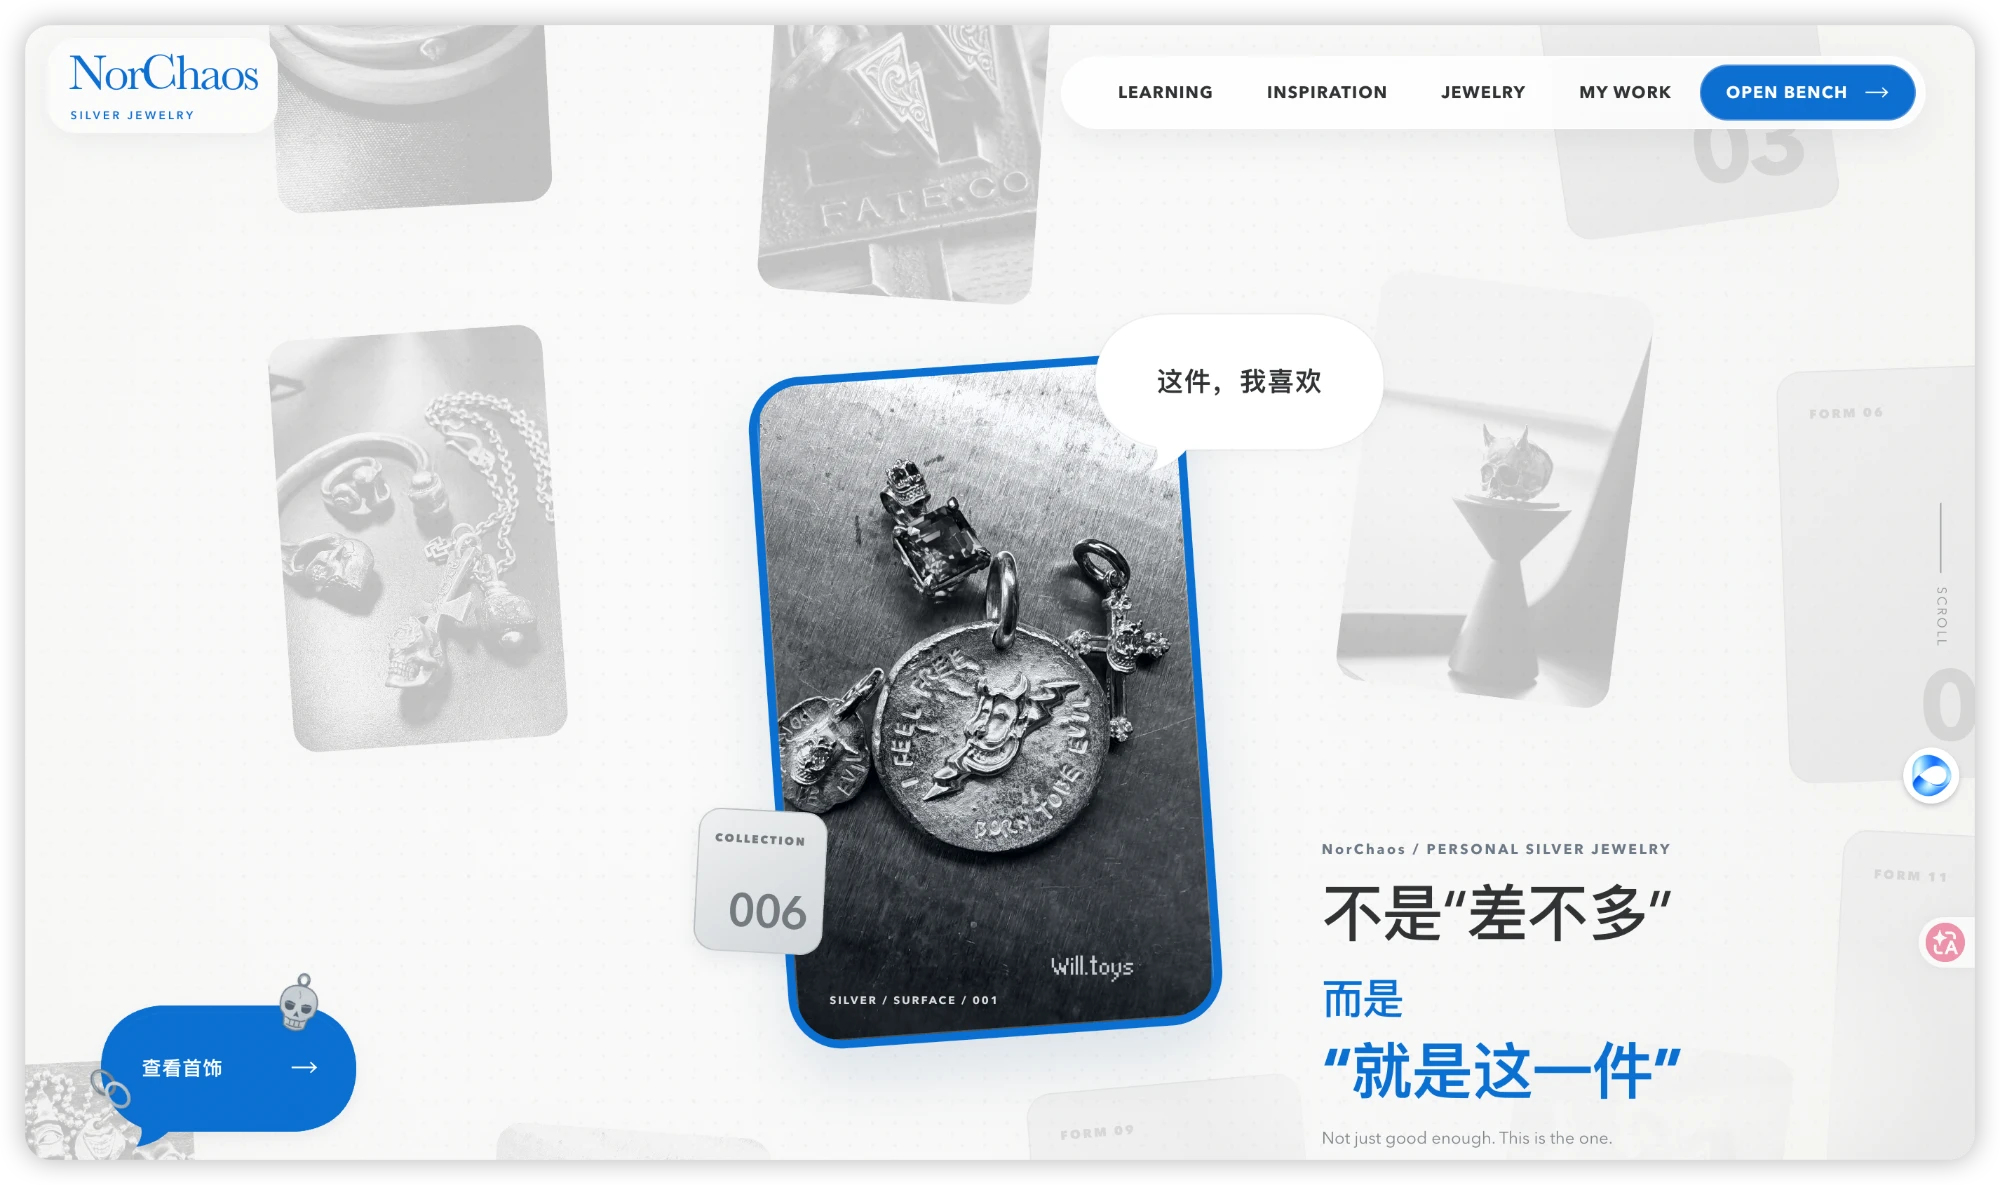 NorChaos
SILVER JEWELRY
LEARNING
INSPIRATION
JEWELRY
MY WORK
OPEN BENCH
03
FATE.CO
这件，我喜欢
FORM 06
SCROLL
0
I FEEL FREE
BORN TO BE EVIL
COLLECTION
006
will.toys
SILVER / SURFACE / 001
NorChaos / PERSONAL SILVER JEWELRY
不是“差不多”
而是
“就是这一件”
Not just good enough. This is the one.
FORM 11
查看首饰
FORM 09